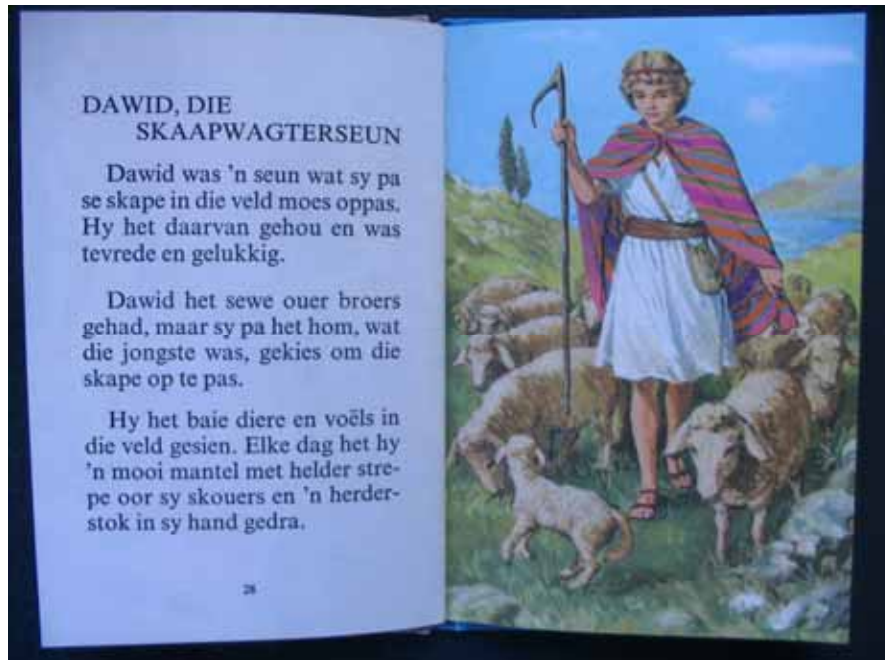 DAWID, DIE
SKAAPWAGTERSEUN
Dawid was 'n seun wat sy pa
se skape in die veld moes oppas.
Hy het daarvan gehou en was
tevrede en gelukkig.
Dawid het sewe ouer broers
gehad, maar sy pa het hom, wat
die jongste was, gekies om die
skape op te pas.
Hy het baie diere en voëls in
die veld gesien. Elke dag het hy
'n mooi mantel met helder stre-
pe oor sy skouers en 'n herder-
stok in sy hand gedra.
28